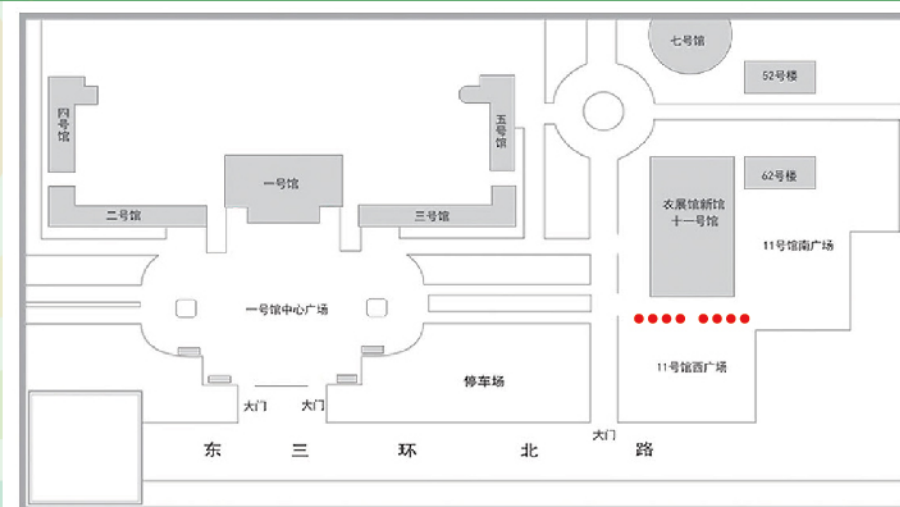 七号馆
52号楼
四号馆
五号馆
一号馆
62号楼
农展馆新馆
十一号馆
二号馆
三号馆
11号馆南广场
一号馆中心广场
11号馆西广场
停车场
大门
大门
大门
东三环北路